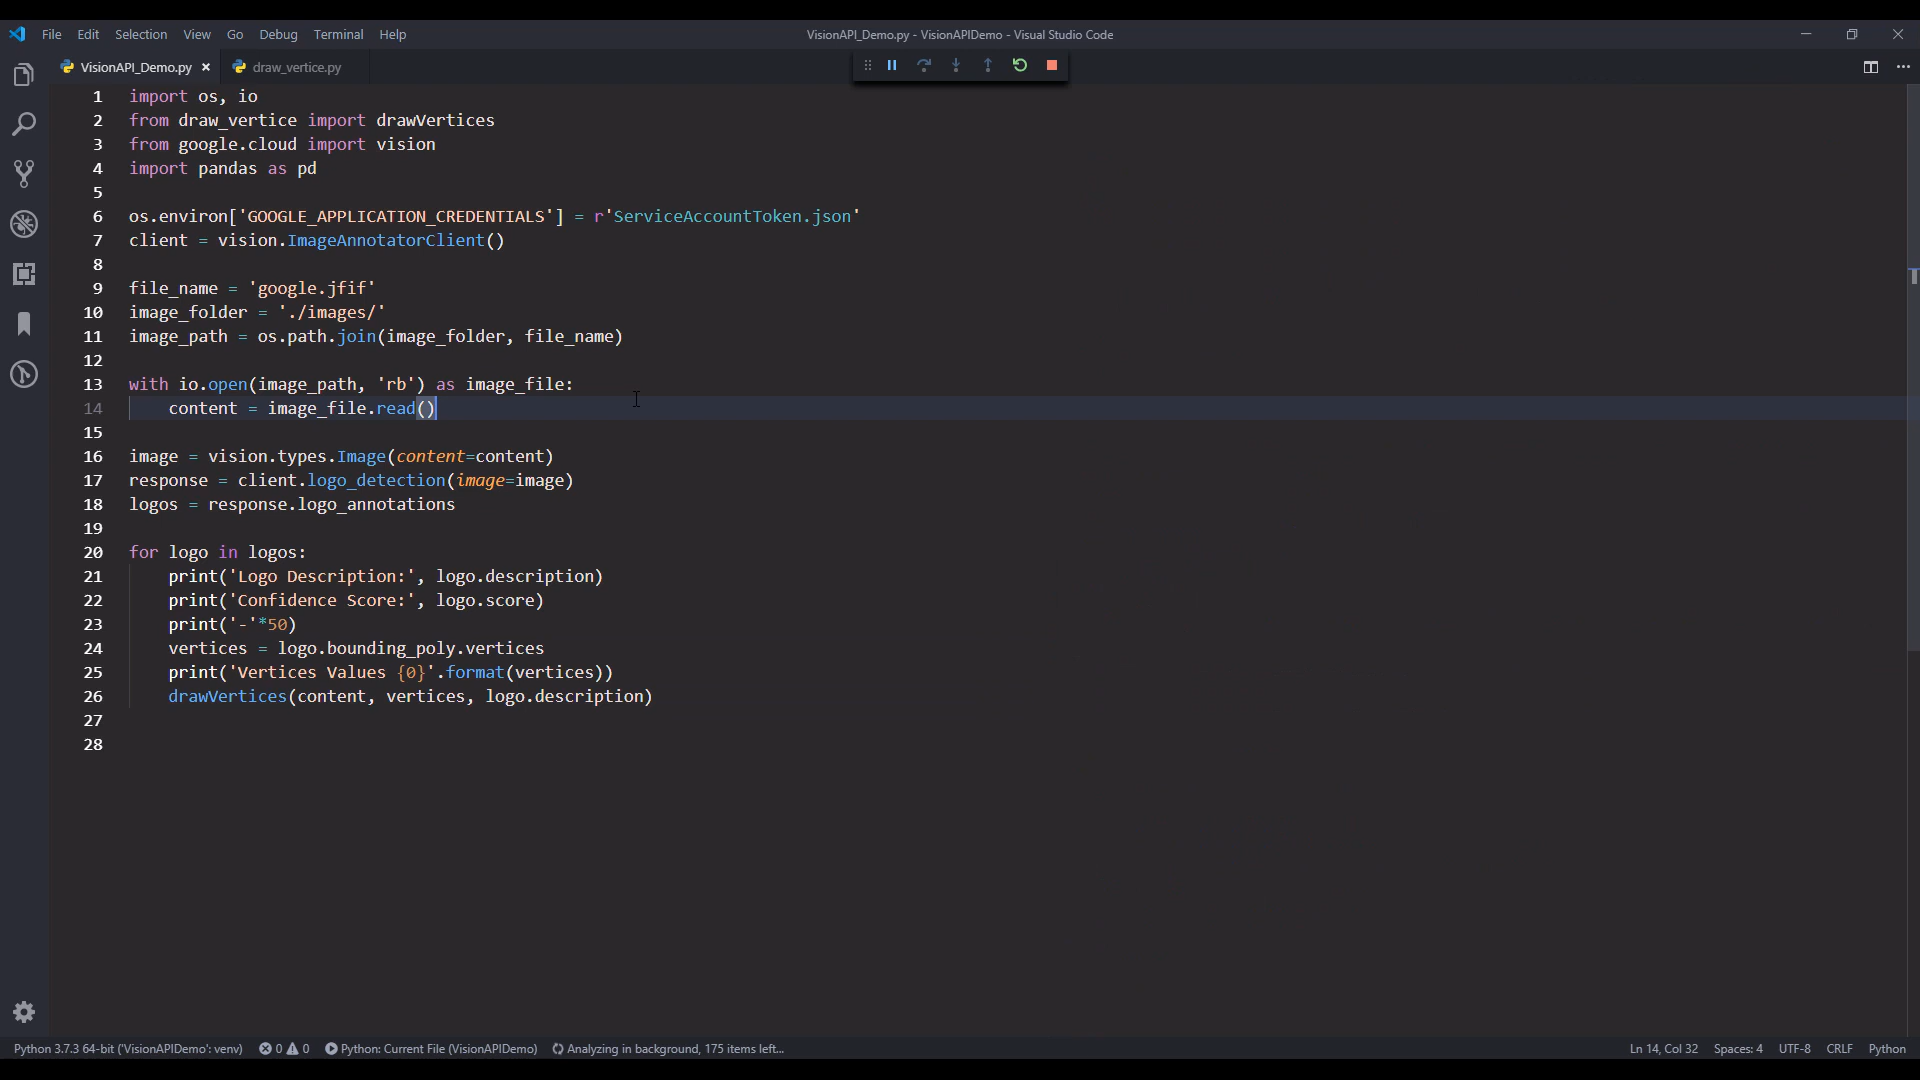 File Edit Selection View Go Debug Terminal Help
VisionAPI_Demo.py - VisionAPIDemo - Visual Studio Code
VisionAPI_Demo.py × draw_vertice.py
1 import os, io
2 from draw_vertice import drawVertices
3 from google.cloud import vision
4 import pandas as pd
5
6 os.environ['GOOGLE_APPLICATION_CREDENTIALS'] = r'ServiceAccountToken.json'
7 client = vision.ImageAnnotatorClient()
8
9 file_name = 'google.jfif'
10 image_folder = './images/'
11 image_path = os.path.join(image_folder, file_name)
12
13 with io.open(image_path, 'rb') as image_file:
14     content = image_file.read()
15
16 image = vision.types.Image(content=content)
17 response = client.logo_detection(image=image)
18 logos = response.logo_annotations
19
20 for logo in logos:
21     print('Logo Description:', logo.description)
22     print('Confidence Score:', logo.score)
23     print('-'*50)
24     vertices = logo.bounding_poly.vertices
25     print('Vertices Values {0}'.format(vertices))
26     drawVertices(content, vertices, logo.description)
27
28
Python 3.7.3 64-bit ('VisionAPIDemo': venv) 0 0 Python: Current File (VisionAPIDemo) Analyzing in background, 175 items left... Ln 14, Col 32 Spaces: 4 UTF-8 CRLF Python